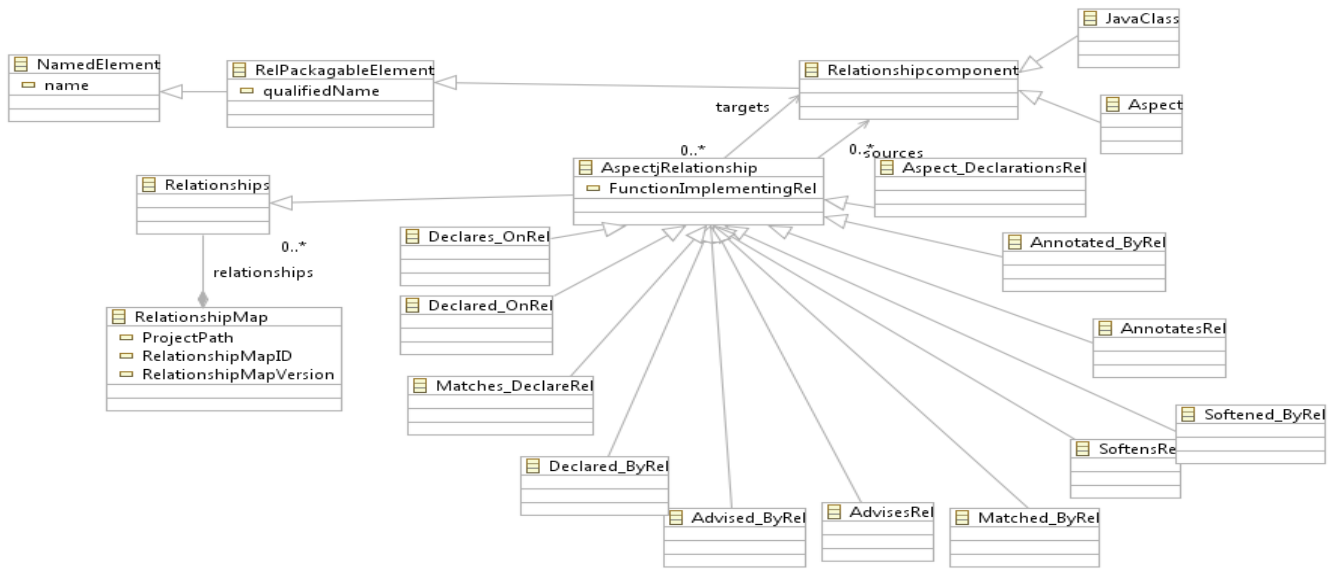 JavaClass
NamedElement
name
RelPackagableElement
qualifiedName
Relationshipcomponent
Aspect
targets
0..*
0..*
sources
AspectjRelationship
FunctionImplementingRel
Aspect_DeclarationsRel
Relationships
0..*
relationships
Declares_OnRel
Annotated_ByRel
Declared_OnRel
RelationshipMap
ProjectPath
RelationshipMapID
RelationshipMapVersion
AnnotatesRel
Matches_DeclareRel
Softened_ByRel
SoftensRe
Declared_ByRel
Advised_ByRel
AdvisesRel
Matched_ByRel